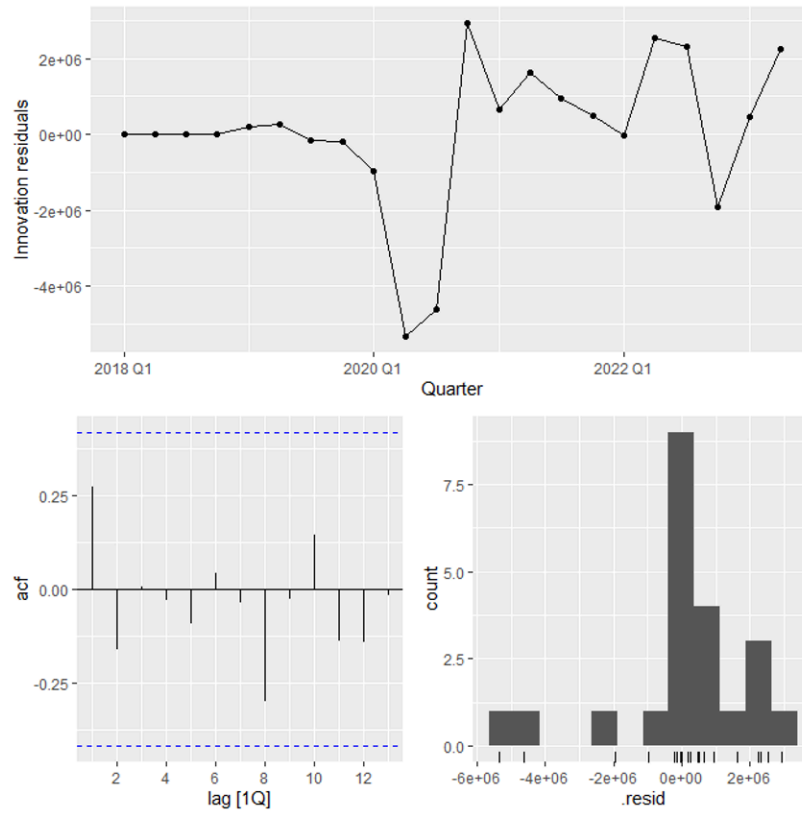 Innovation residuals
2e+06
0e+00
-2e+06
-4e+06
2018 Q1
2020 Q1
2022 Q1
Quarter
acf
0.25
0.00
-0.25
2
4
6
8
10
12
lag [1Q]
count
7.5
5.0
2.5
0.0
-6e+06
-4e+06
-2e+06
0e+00
2e+06
.resid